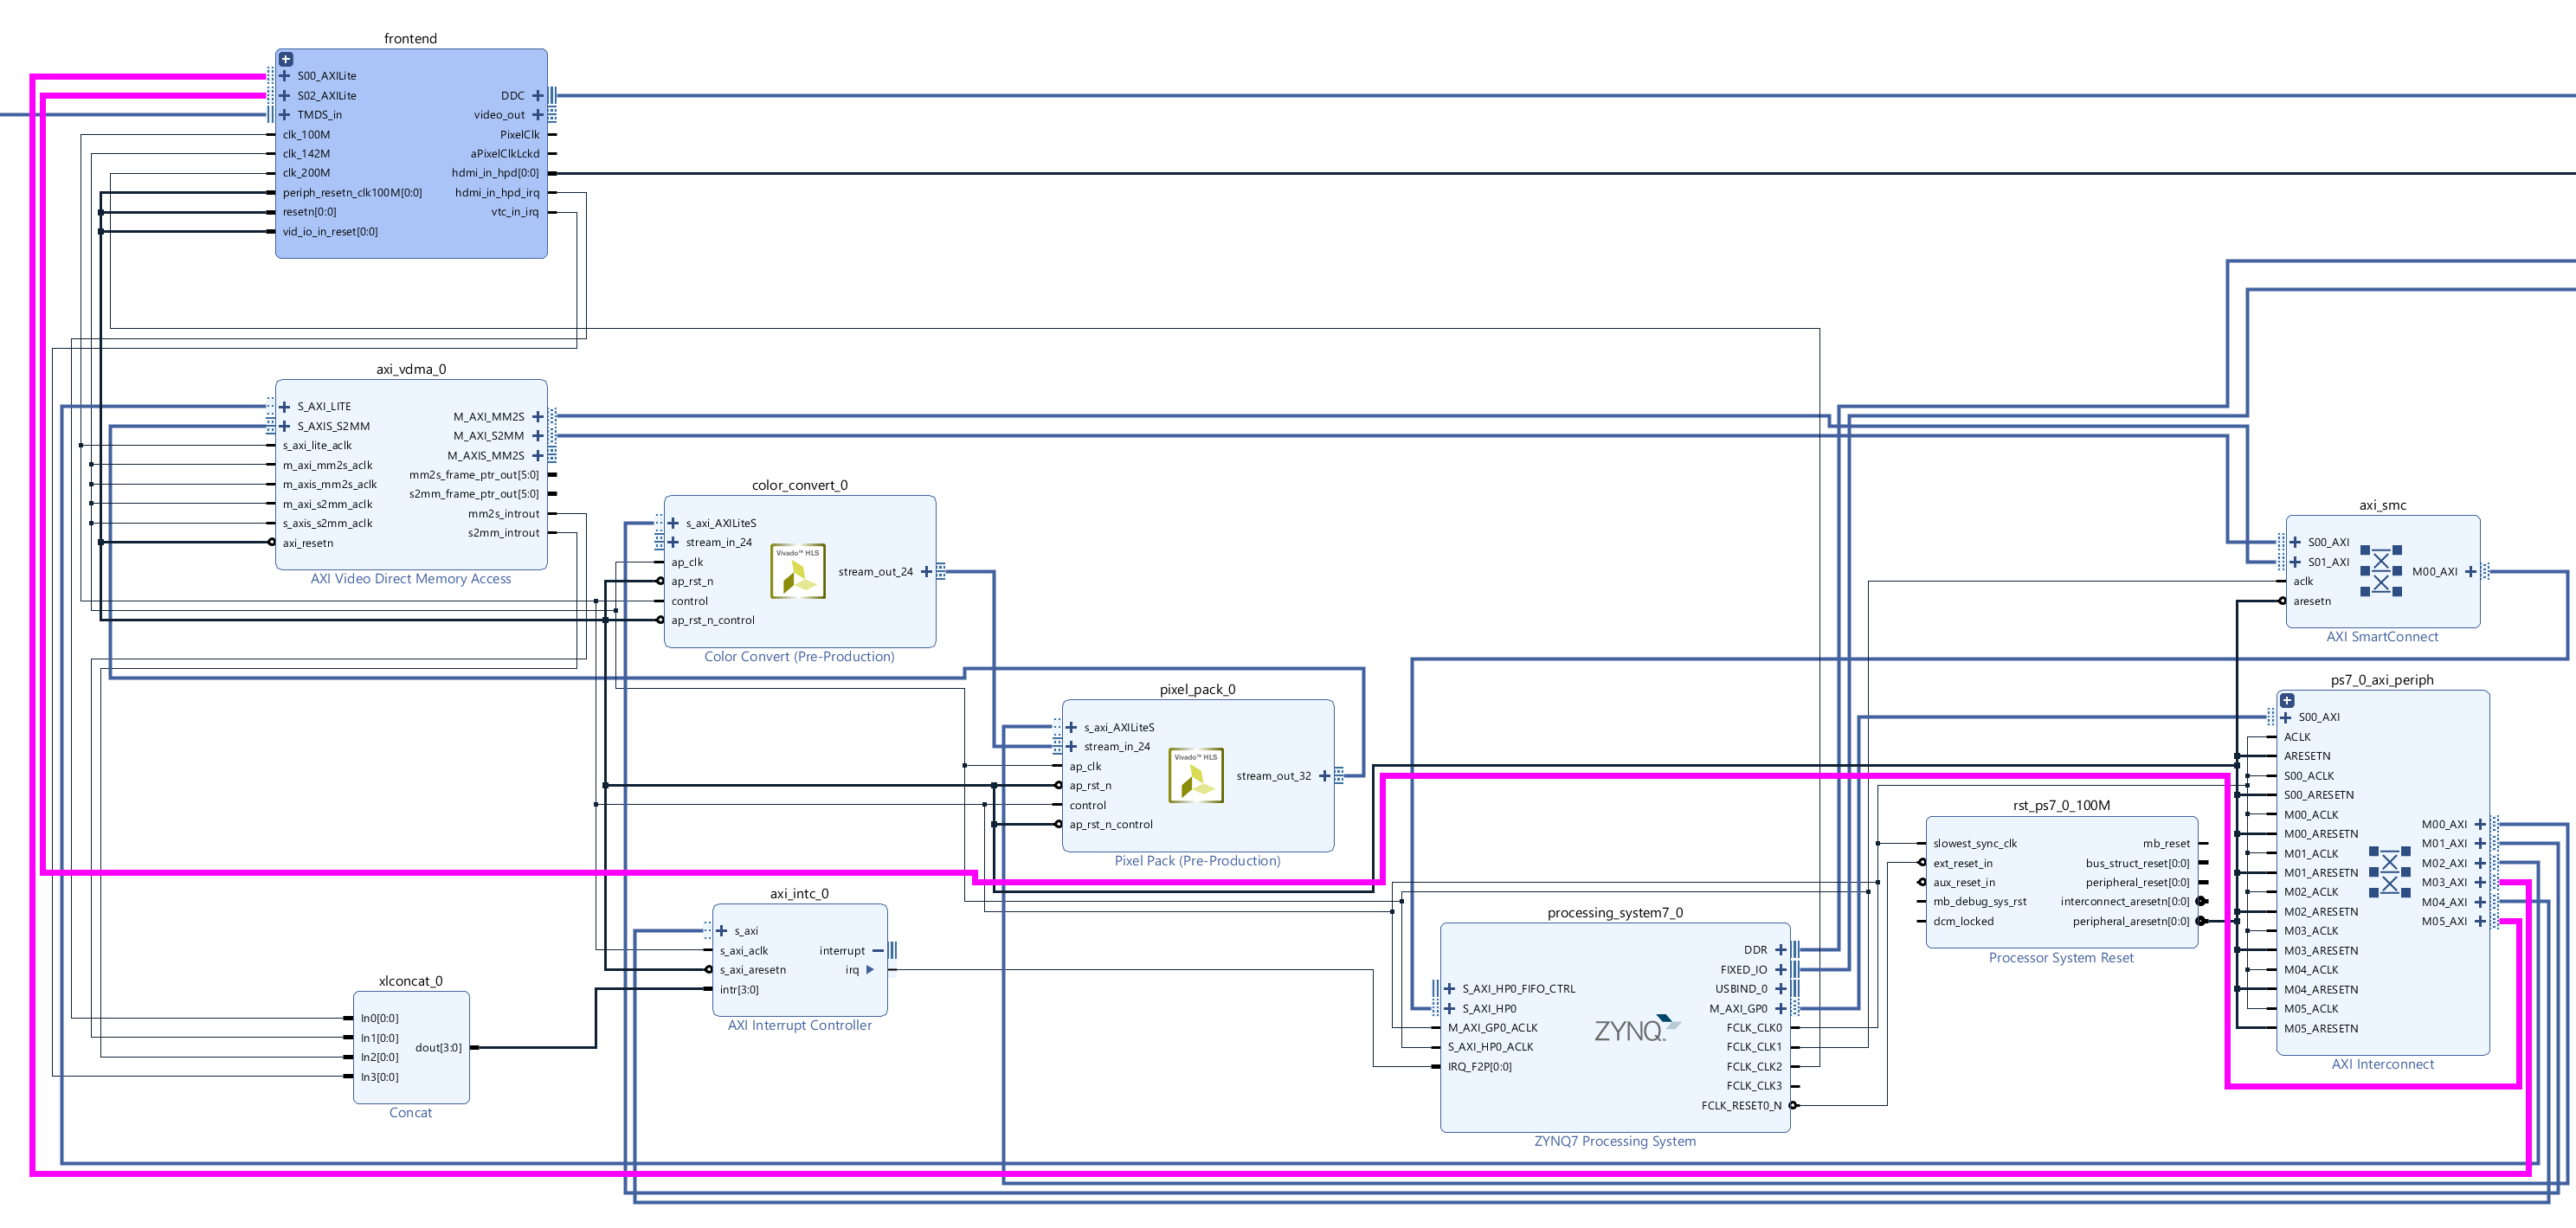 frontend
S00_AXILite
S02_AXILite
TMDS_in
clk_100M
clk_142M
clk_200M
periph_resetn_clk100M[0:0]
resetn[0:0]
vid_io_in_reset[0:0]
DDC
video_out
PixelClk
aPixelClkLckd
hdmi_in_hpd[0:0]
hdmi_in_hpd_irq
vtc_in_irq
axi_vdma_0
S_AXI_LITE
S_AXIS_S2MM
s_axi_lite_aclk
m_axi_mm2s_aclk
m_axis_mm2s_aclk
m_axi_s2mm_aclk
s_axis_s2mm_aclk
axi_resetn
M_AXI_MM2S
M_AXI_S2MM
M_AXIS_MM2S
mm2s_frame_ptr_out[5:0]
s2mm_frame_ptr_out[5:0]
mm2s_introut
s2mm_introut
AXI Video Direct Memory Access
color_convert_0
s_axi_AXILiteS
stream_in_24
ap_clk
ap_rst_n
control
ap_rst_n_control
Vivado™ HLS
stream_out_24
Color Convert (Pre-Production)
pixel_pack_0
s_axi_AXILiteS
stream_in_24
ap_clk
ap_rst_n
control
ap_rst_n_control
Vivado™ HLS
stream_out_32
Pixel Pack (Pre-Production)
axi_intc_0
s_axi
s_axi_aclk
s_axi_aresetn
intr[3:0]
interrupt
irq
AXI Interrupt Controller
xlconcat_0
In0[0:0]
In1[0:0]
In2[0:0]
In3[0:0]
dout[3:0]
Concat
processing_system7_0
S_AXI_HP0_FIFO_CTRL
S_AXI_HP0
M_AXI_GP0_ACLK
S_AXI_HP0_ACLK
IRQ_F2P[0:0]
ZYNQ
DDR
FIXED_IO
USBIND_0
M_AXI_GP0
FCLK_CLK0
FCLK_CLK1
FCLK_CLK2
FCLK_CLK3
FCLK_RESET0_N
ZYNQ7 Processing System
rst_ps7_0_100M
slowest_sync_clk
ext_reset_in
aux_reset_in
mb_debug_sys_rst
dcm_locked
mb_reset
bus_struct_reset[0:0]
peripheral_reset[0:0]
interconnect_aresetn[0:0]
peripheral_aresetn[0:0]
Processor System Reset
axi_smc
S00_AXI
S01_AXI
aclk
aresetn
M00_AXI
AXI SmartConnect
ps7_0_axi_periph
S00_AXI
ACLK
ARESETN
S00_ACLK
S00_ARESETN
M00_ACLK
M00_ARESETN
M01_ACLK
M01_ARESETN
M02_ACLK
M02_ARESETN
M03_ACLK
M03_ARESETN
M04_ACLK
M04_ARESETN
M05_ACLK
M05_ARESETN
M00_AXI
M01_AXI
M02_AXI
M03_AXI
M04_AXI
M05_AXI
AXI Interconnect